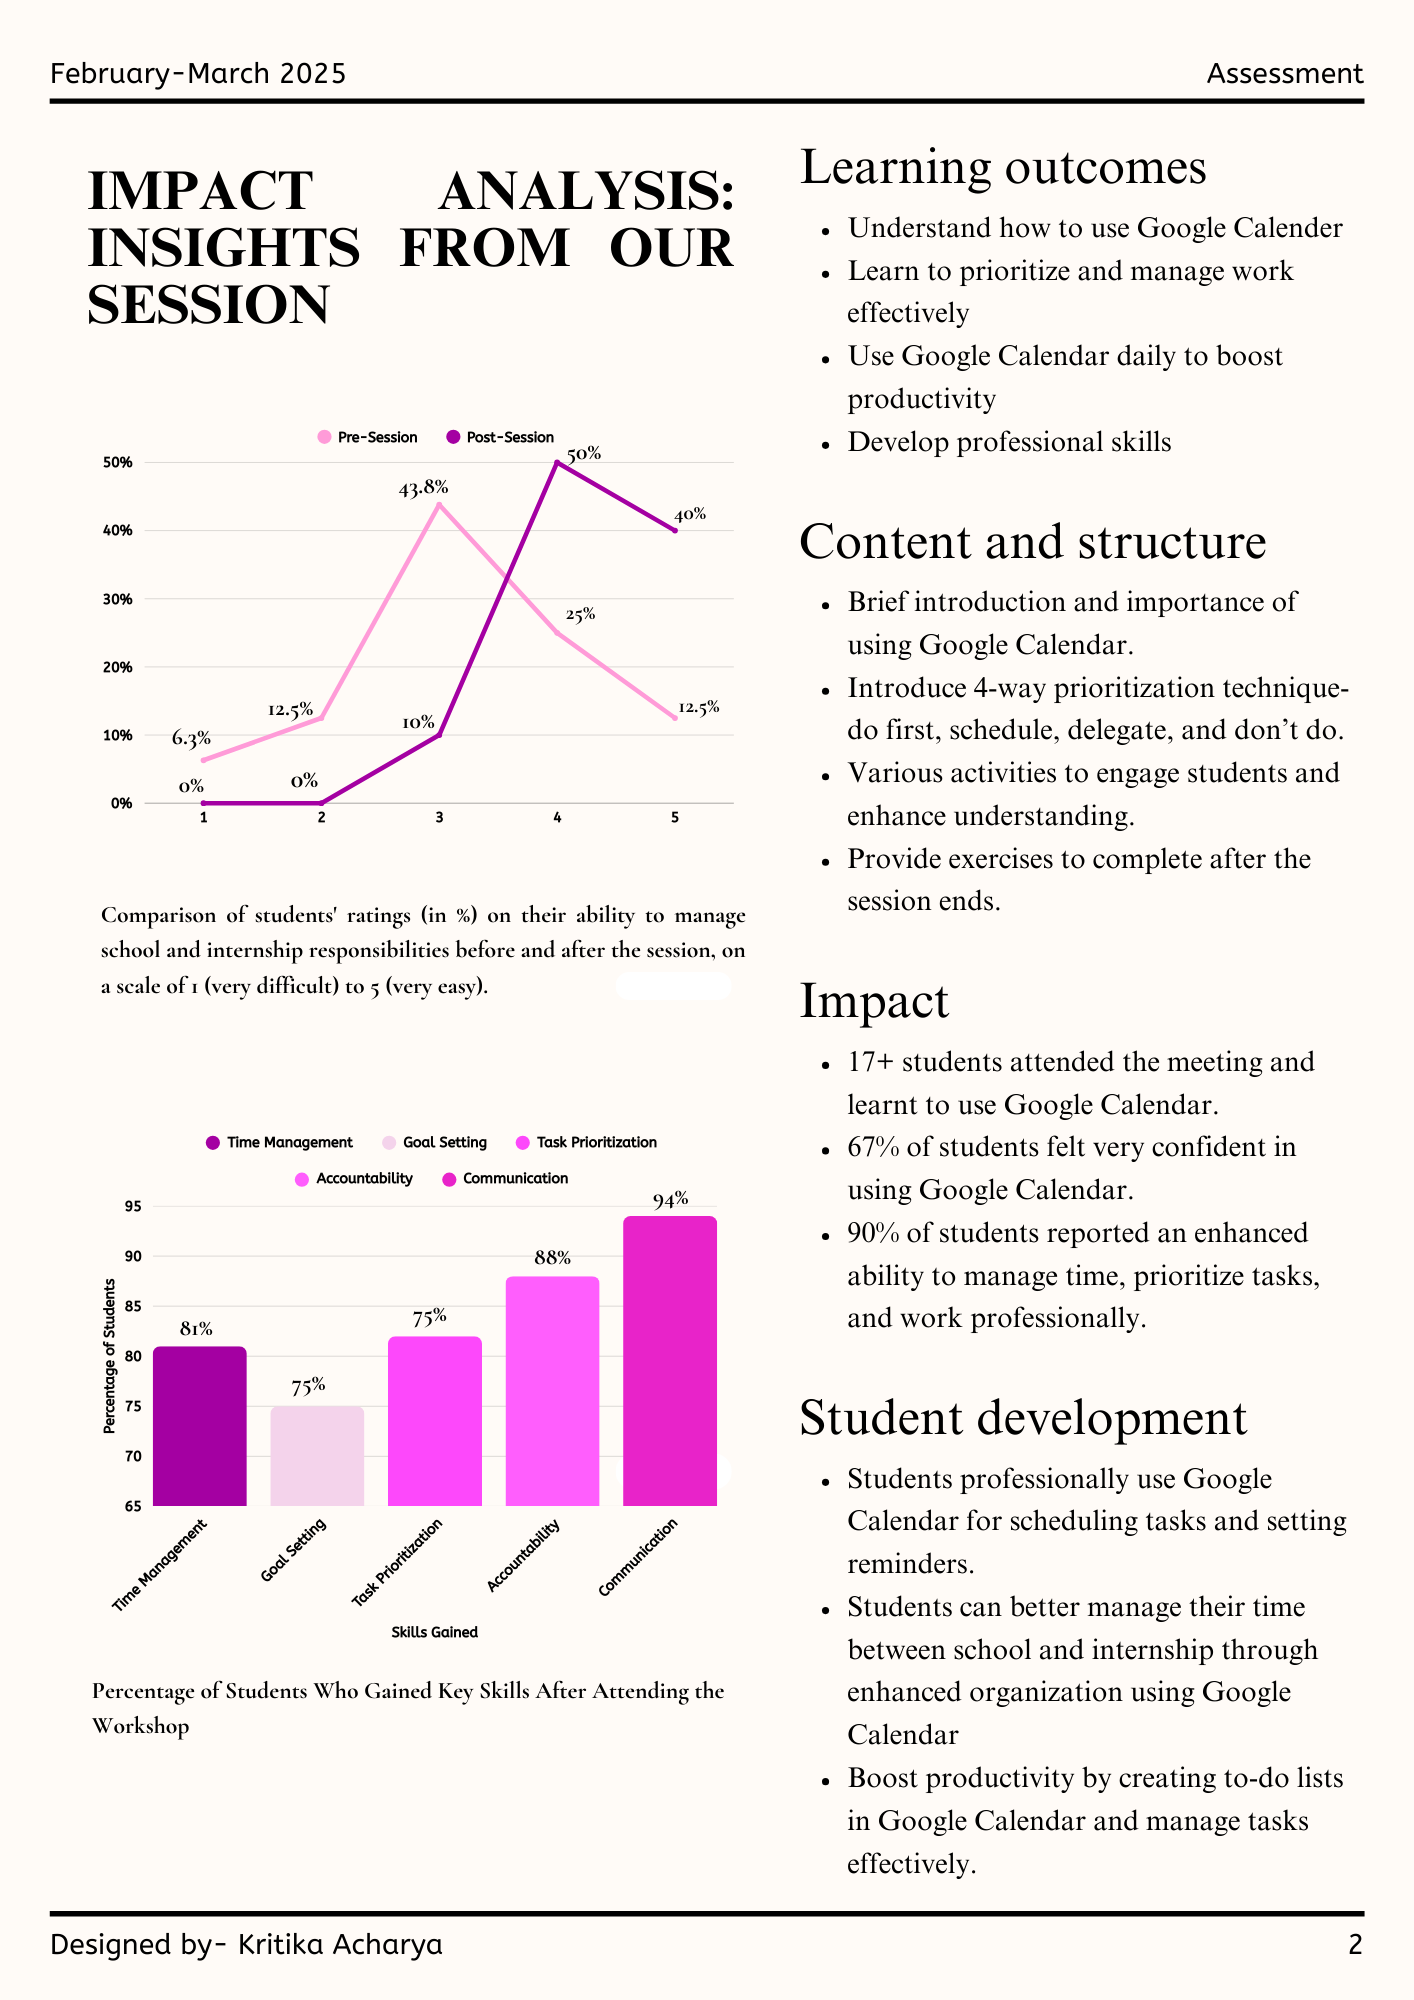 February-March 2025
Assessment
IMPACT ANALYSIS:
INSIGHTS FROM OUR
SESSION
Pre-Session
Post-Session
50%
40%
30%
20%
10%
0%
6.3%
12.5%
43.8%
25%
12.5%
0%
0%
10%
50%
40%
1
2
3
4
5
Comparison of students' ratings (in %) on their ability to manage
school and internship responsibilities before and after the session, on
a scale of 1 (very difficult) to 5 (very easy).
Time Management
Goal Setting
Task Prioritization
Accountability
Communication
95
90
85
80
75
70
65
Percentage of Students
81%
75%
75%
88%
94%
Time Management
Goal Setting
Task Prioritization
Accountability
Communication
Skills Gained
Percentage of Students Who Gained Key Skills After Attending the
Workshop
Learning outcomes
• Understand how to use Google Calender
• Learn to prioritize and manage work
effectively
• Use Google Calendar daily to boost
productivity
• Develop professional skills
Content and structure
• Brief introduction and importance of
using Google Calendar.
• Introduce 4-way prioritization technique-
do first, schedule, delegate, and don’t do.
• Various activities to engage students and
enhance understanding.
• Provide exercises to complete after the
session ends.
Impact
• 17+ students attended the meeting and
learnt to use Google Calendar.
• 67% of students felt very confident in
using Google Calendar.
• 90% of students reported an enhanced
ability to manage time, prioritize tasks,
and work professionally.
Student development
• Students professionally use Google
Calendar for scheduling tasks and setting
reminders.
• Students can better manage their time
between school and internship through
enhanced organization using Google
Calendar
• Boost productivity by creating to-do lists
in Google Calendar and manage tasks
effectively.
Designed by- Kritika Acharya
2